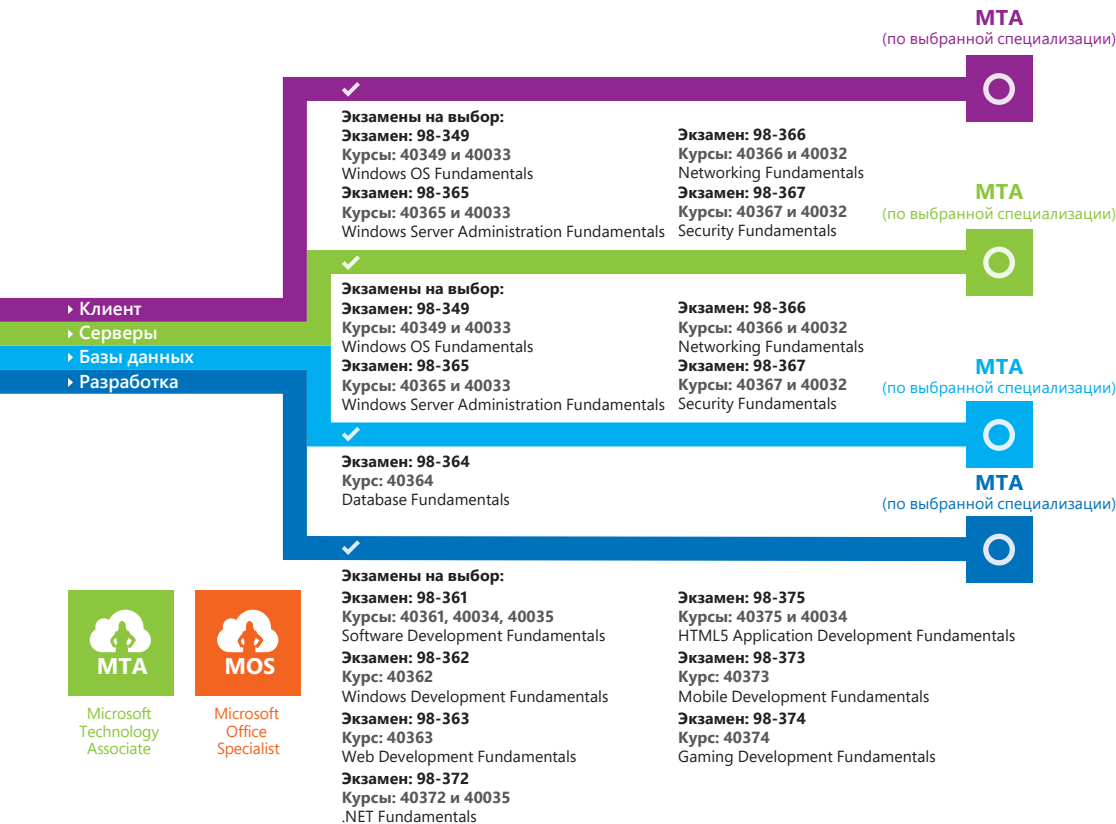 MTA
(по выбранной специализации)
Экзамены на выбор:
Экзамен: 98-349
Курсы: 40349 и 40033
Windows OS Fundamentals
Экзамен: 98-365
Курсы: 40365 и 40033
Windows Server Administration Fundamentals
Экзамен: 98-366
Курсы: 40366 и 40032
Networking Fundamentals
Экзамен: 98-367
Курсы: 40367 и 40032
Security Fundamentals
MTA
(по выбранной специализации)
Клиент
Серверы
Базы данных
Разработка
Экзамены на выбор:
Экзамен: 98-349
Курсы: 40349 и 40033
Windows OS Fundamentals
Экзамен: 98-365
Курсы: 40365 и 40033
Windows Server Administration Fundamentals
Экзамен: 98-366
Курсы: 40366 и 40032
Networking Fundamentals
Экзамен: 98-367
Курсы: 40367 и 40032
Security Fundamentals
MTA
(по выбранной специализации)
Экзамен: 98-364
Курс: 40364
Database Fundamentals
MTA
(по выбранной специализации)
Экзамены на выбор:
Экзамен: 98-361
Курсы: 40361, 40034, 40035
Software Development Fundamentals
Экзамен: 98-362
Курс: 40362
Windows Development Fundamentals
Экзамен: 98-363
Курс: 40363
Web Development Fundamentals
Экзамен: 98-372
Курсы: 40372 и 40035
.NET Fundamentals
Экзамен: 98-375
Курсы: 40375 и 40034
HTML5 Application Development Fundamentals
Экзамен: 98-373
Курс: 40373
Mobile Development Fundamentals
Экзамен: 98-374
Курс: 40374
Gaming Development Fundamentals
MTA
Microsoft
Technology
Associate
MOS
Microsoft
Office
Specialist